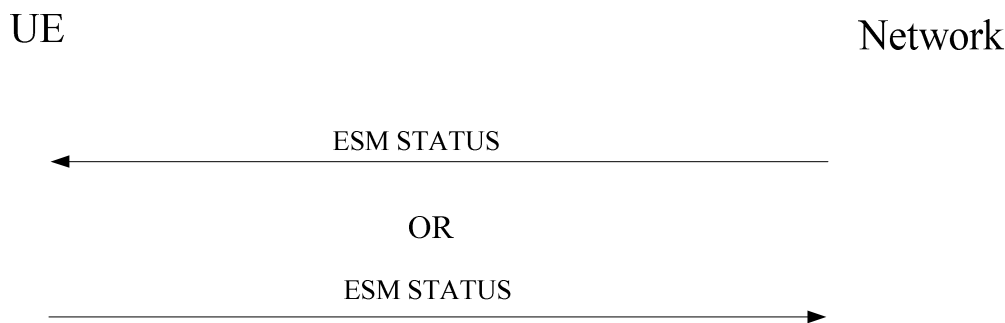 UE
Network
ESM STATUS
OR
ESM STATUS